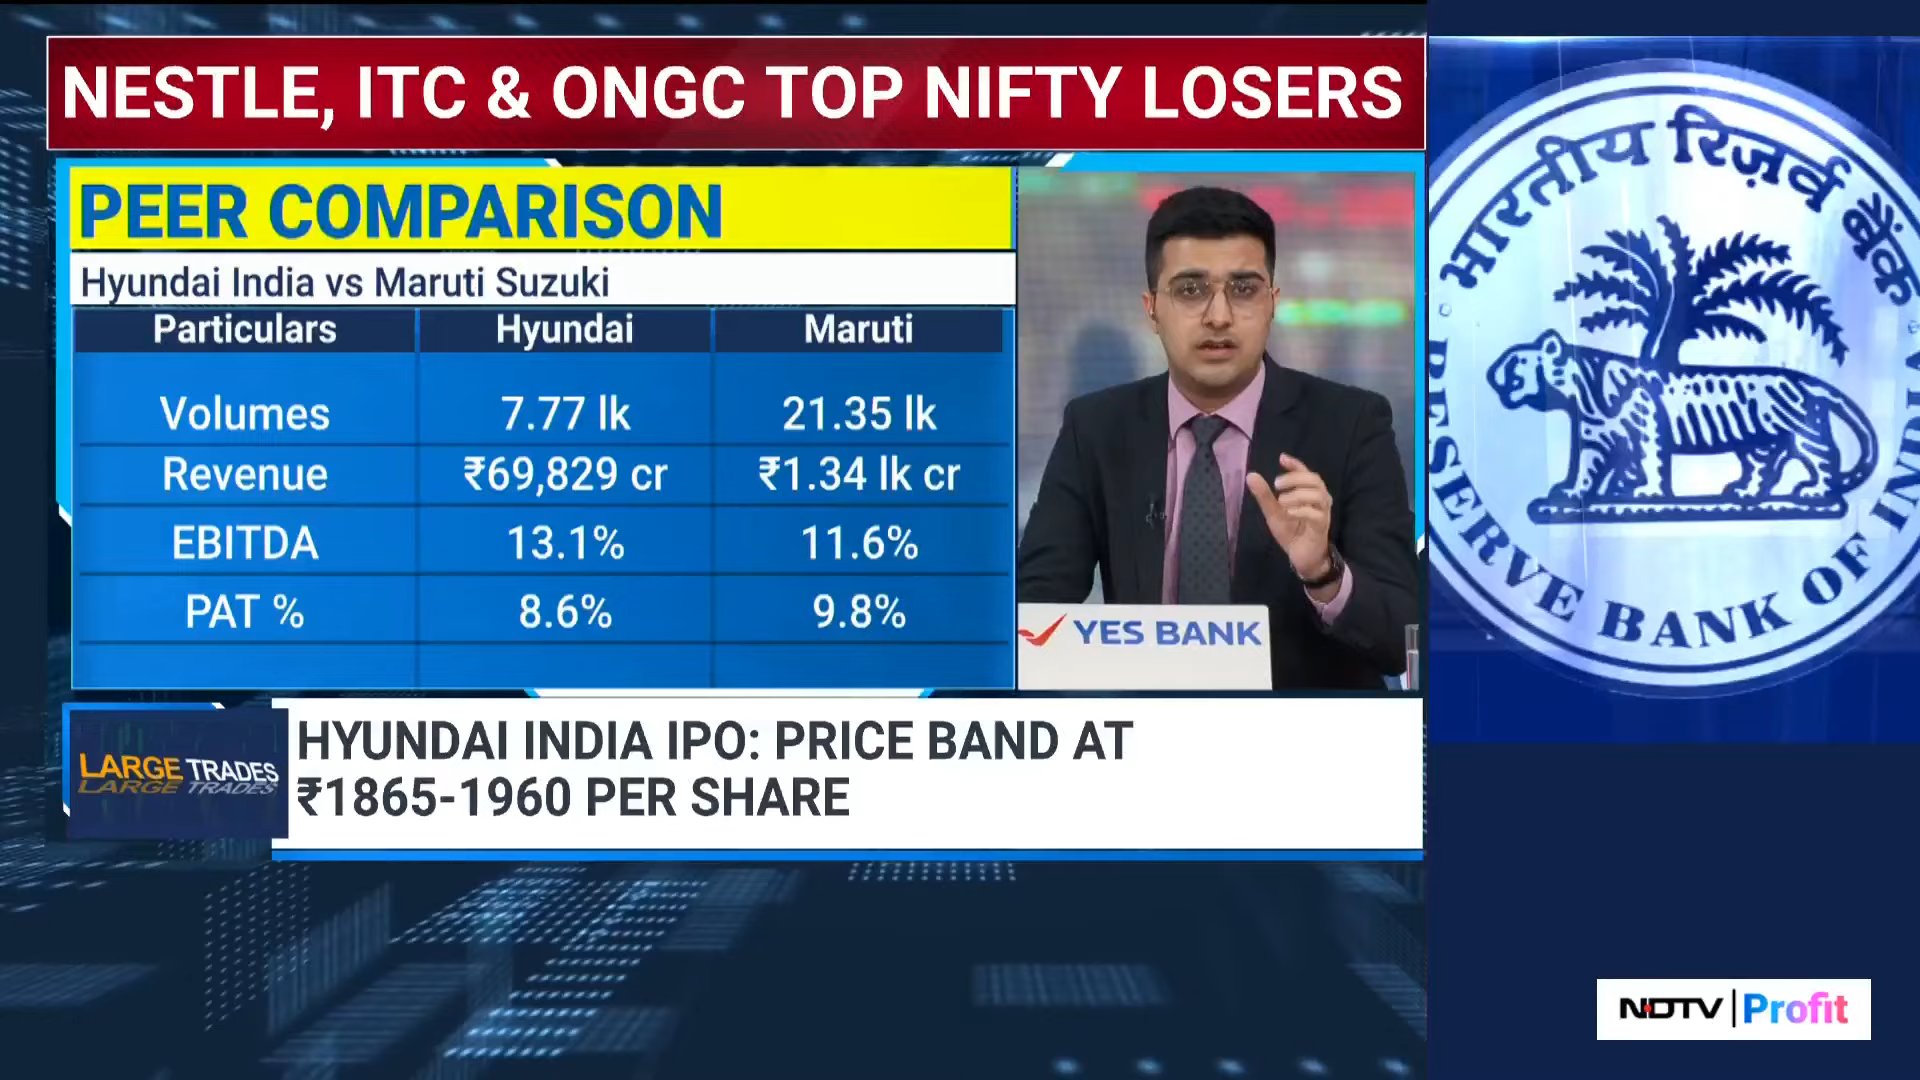 NESTLE, ITC & ONGC TOP NIFTY LOSERS
PEER COMPARISON
Hyundai India vs Maruti Suzuki
Particulars Hyundai Maruti
Volumes 7.77 lk 21.35 lk
Revenue ₹69,829 cr ₹1.34 lk cr
EBITDA 13.1% 11.6%
PAT % 8.6% 9.8%
YES BANK
LARGE TRADES
HYUNDAI INDIA IPO: PRICE BAND AT
₹1865-1960 PER SHARE
भारतीय रिज़र्व बैंक
RESERVE BANK OF INDIA
NDTV Profit